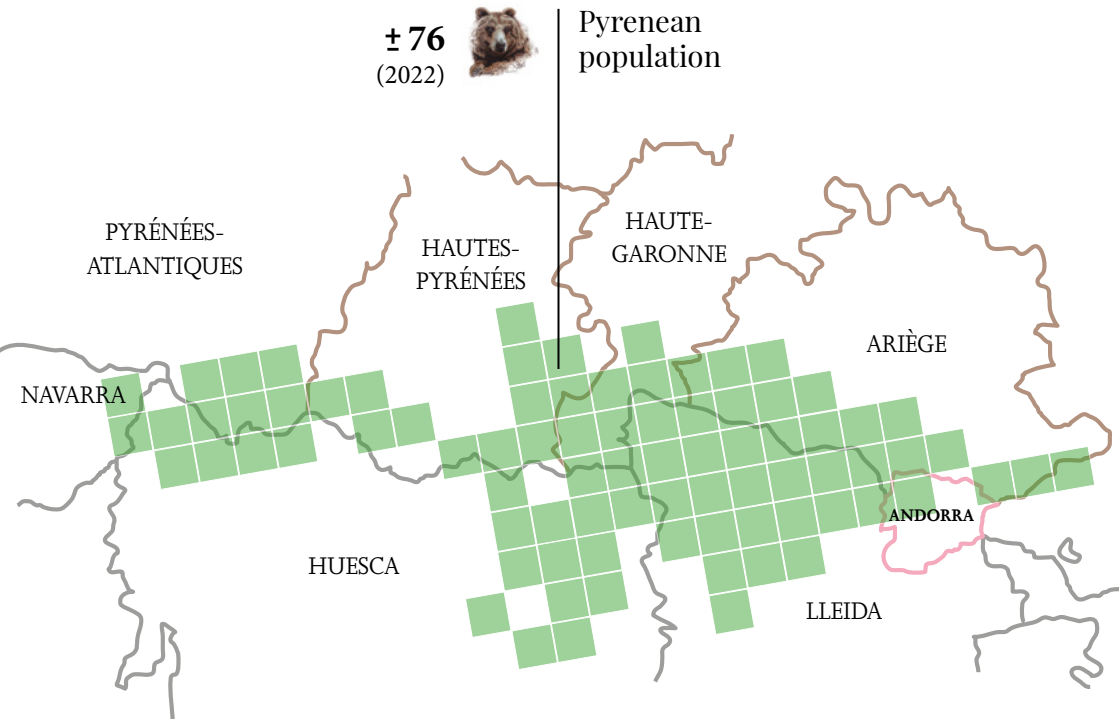 ± 76
(2022)
Pyrenean
population
PYRÉNÉES-
ATLANTIQUES
HAUTES-
PYRÉNÉES
HAUTE-
GARONNE
ARIÈGE
NAVARRA
ANDORRA
HUESCA
LLEIDA